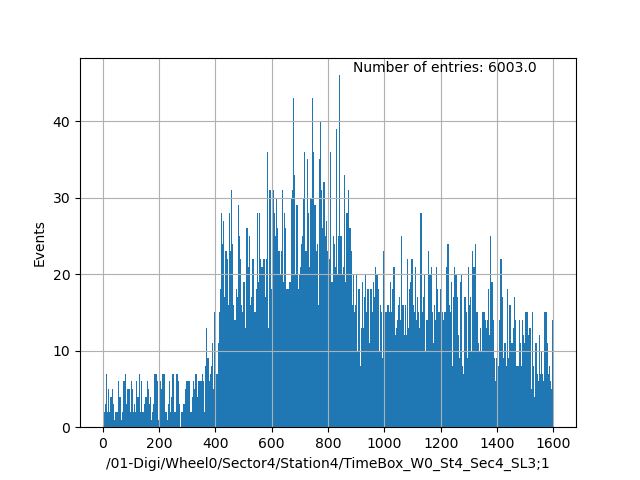 Number of entries: 6003.0
40
30
20
10
0
Events
0 200 400 600 800 1000 1200 1400 1600
/01-Digi/Wheel0/Sector4/Station4/TimeBox_W0_St4_Sec4_SL3;1